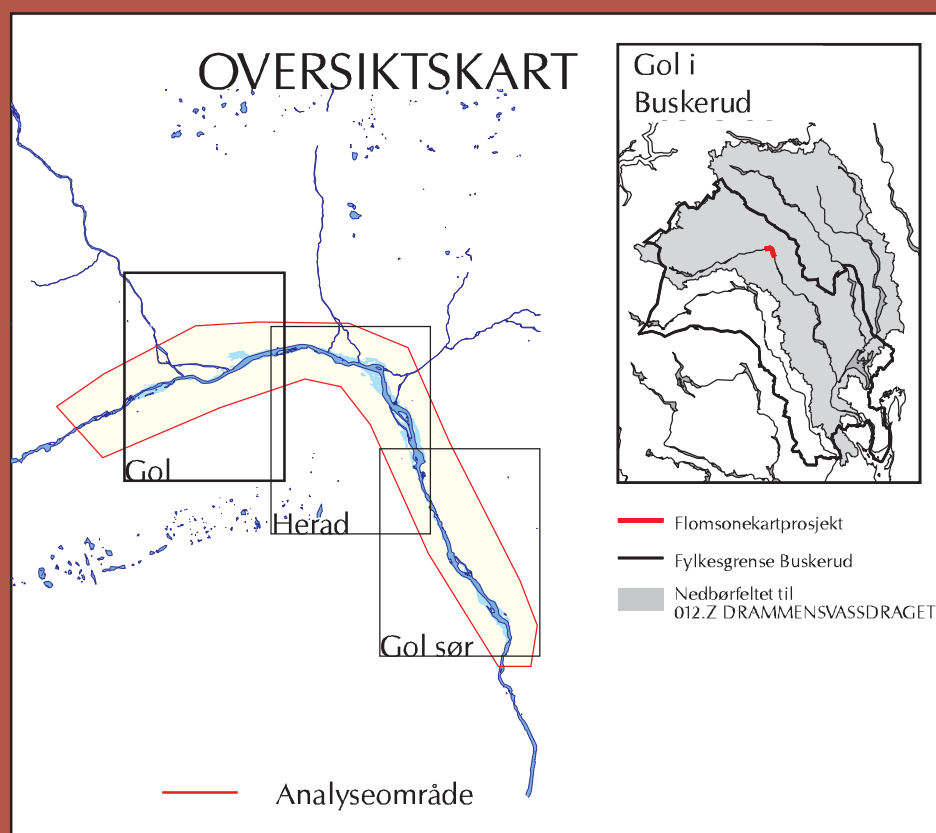 OVERSIKTSKART
Gol i
Buskerud
Gol
Herad
Gol sør
Flomsonekartprosjekt
Fylkesgrense Buskerud
Nedbørfeltet til
012.Z DRAMMENSVASSDRAGET
Analyseområde